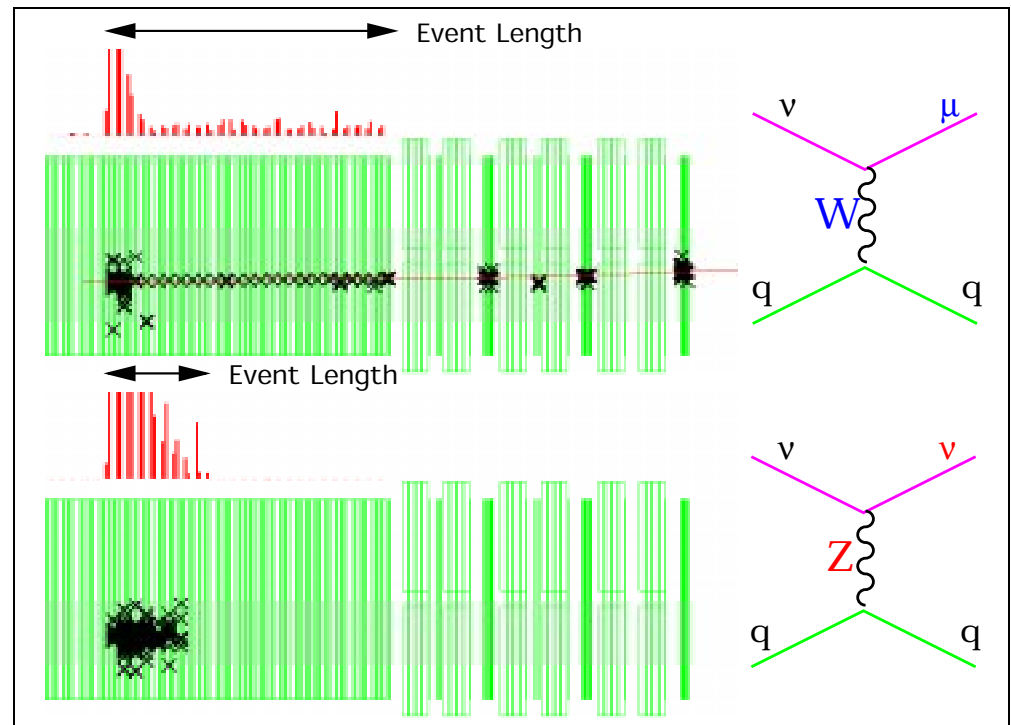 Event Length
ν μ
W
q q
Event Length
ν ν
Z
q q